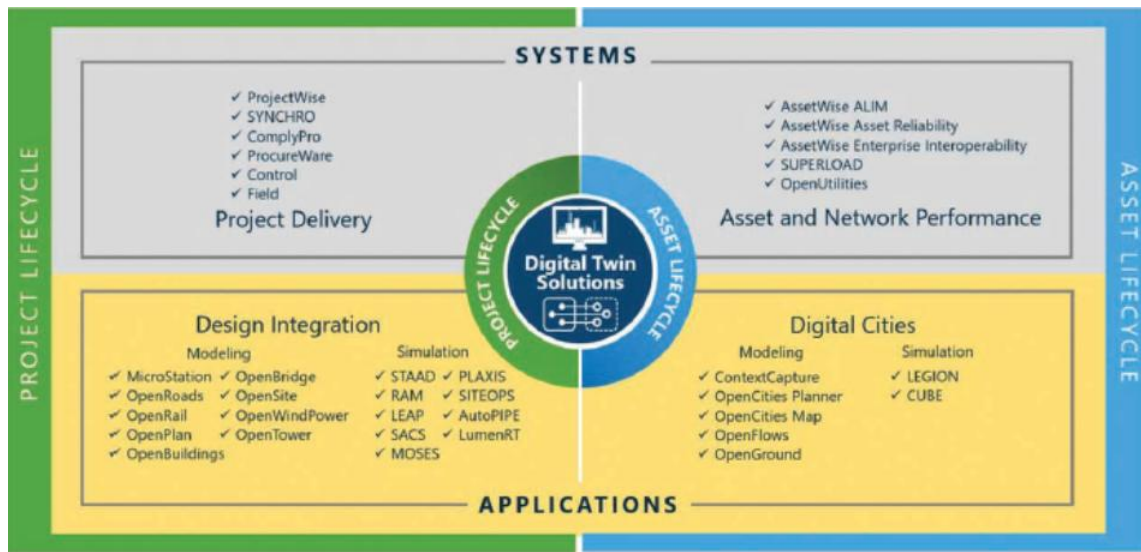 SYSTEMS
PROJECT LIFECYCLE
✓ ProjectWise
✓ SYNCHRO
✓ ComplyPro
✓ ProcureWare
✓ Control
✓ Field
Project Delivery
✓ AssetWise ALIM
✓ AssetWise Asset Reliability
✓ AssetWise Enterprise Interoperability
✓ SUPERLOAD
✓ OpenUtilities
Asset and Network Performance
ASSET LIFECYCLE
PROJECT LIFECYCLE
Digital Twin
Solutions
ASSET LIFECYCLE
Design Integration
Modeling
✓ MicroStation
✓ OpenRoads
✓ OpenRail
✓ OpenPlan
✓ OpenBuildings
✓ OpenBridge
✓ OpenSite
✓ OpenWindPower
✓ OpenTower
Simulation
✓ STAAD
✓ RAM
✓ LEAP
✓ SACS
✓ MOSES
✓ PLAXIS
✓ SITEOPS
✓ AutoPIPE
✓ LumenRT
Digital Cities
Modeling
✓ ContextCapture
✓ OpenCities Planner
✓ OpenCities Map
✓ OpenFlows
✓ OpenGround
Simulation
✓ LEGION
✓ CUBE
APPLICATIONS